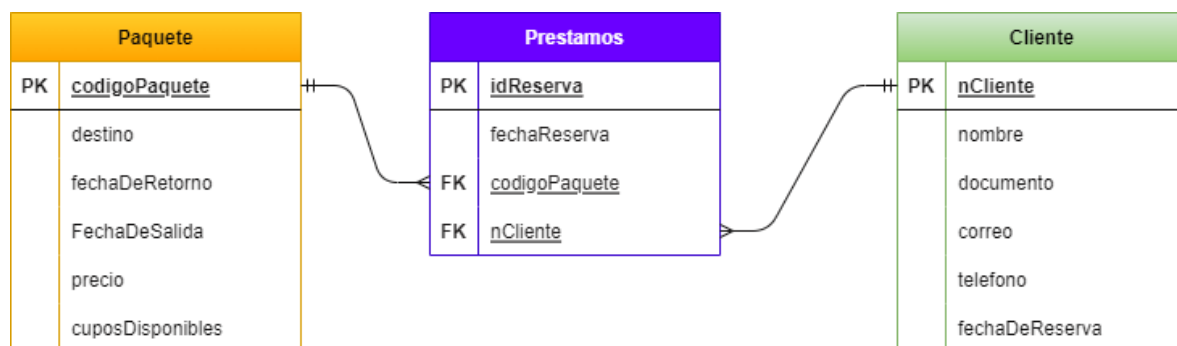 Paquete
PK codigoPaquete
destino
fechaDeRetorno
FechaDeSalida
precio
cuposDisponibles
Prestamos
PK idReserva
fechaReserva
FK codigoPaquete
FK nCliente
Cliente
PK nCliente
nombre
documento
correo
telefono
fechaDeReserva